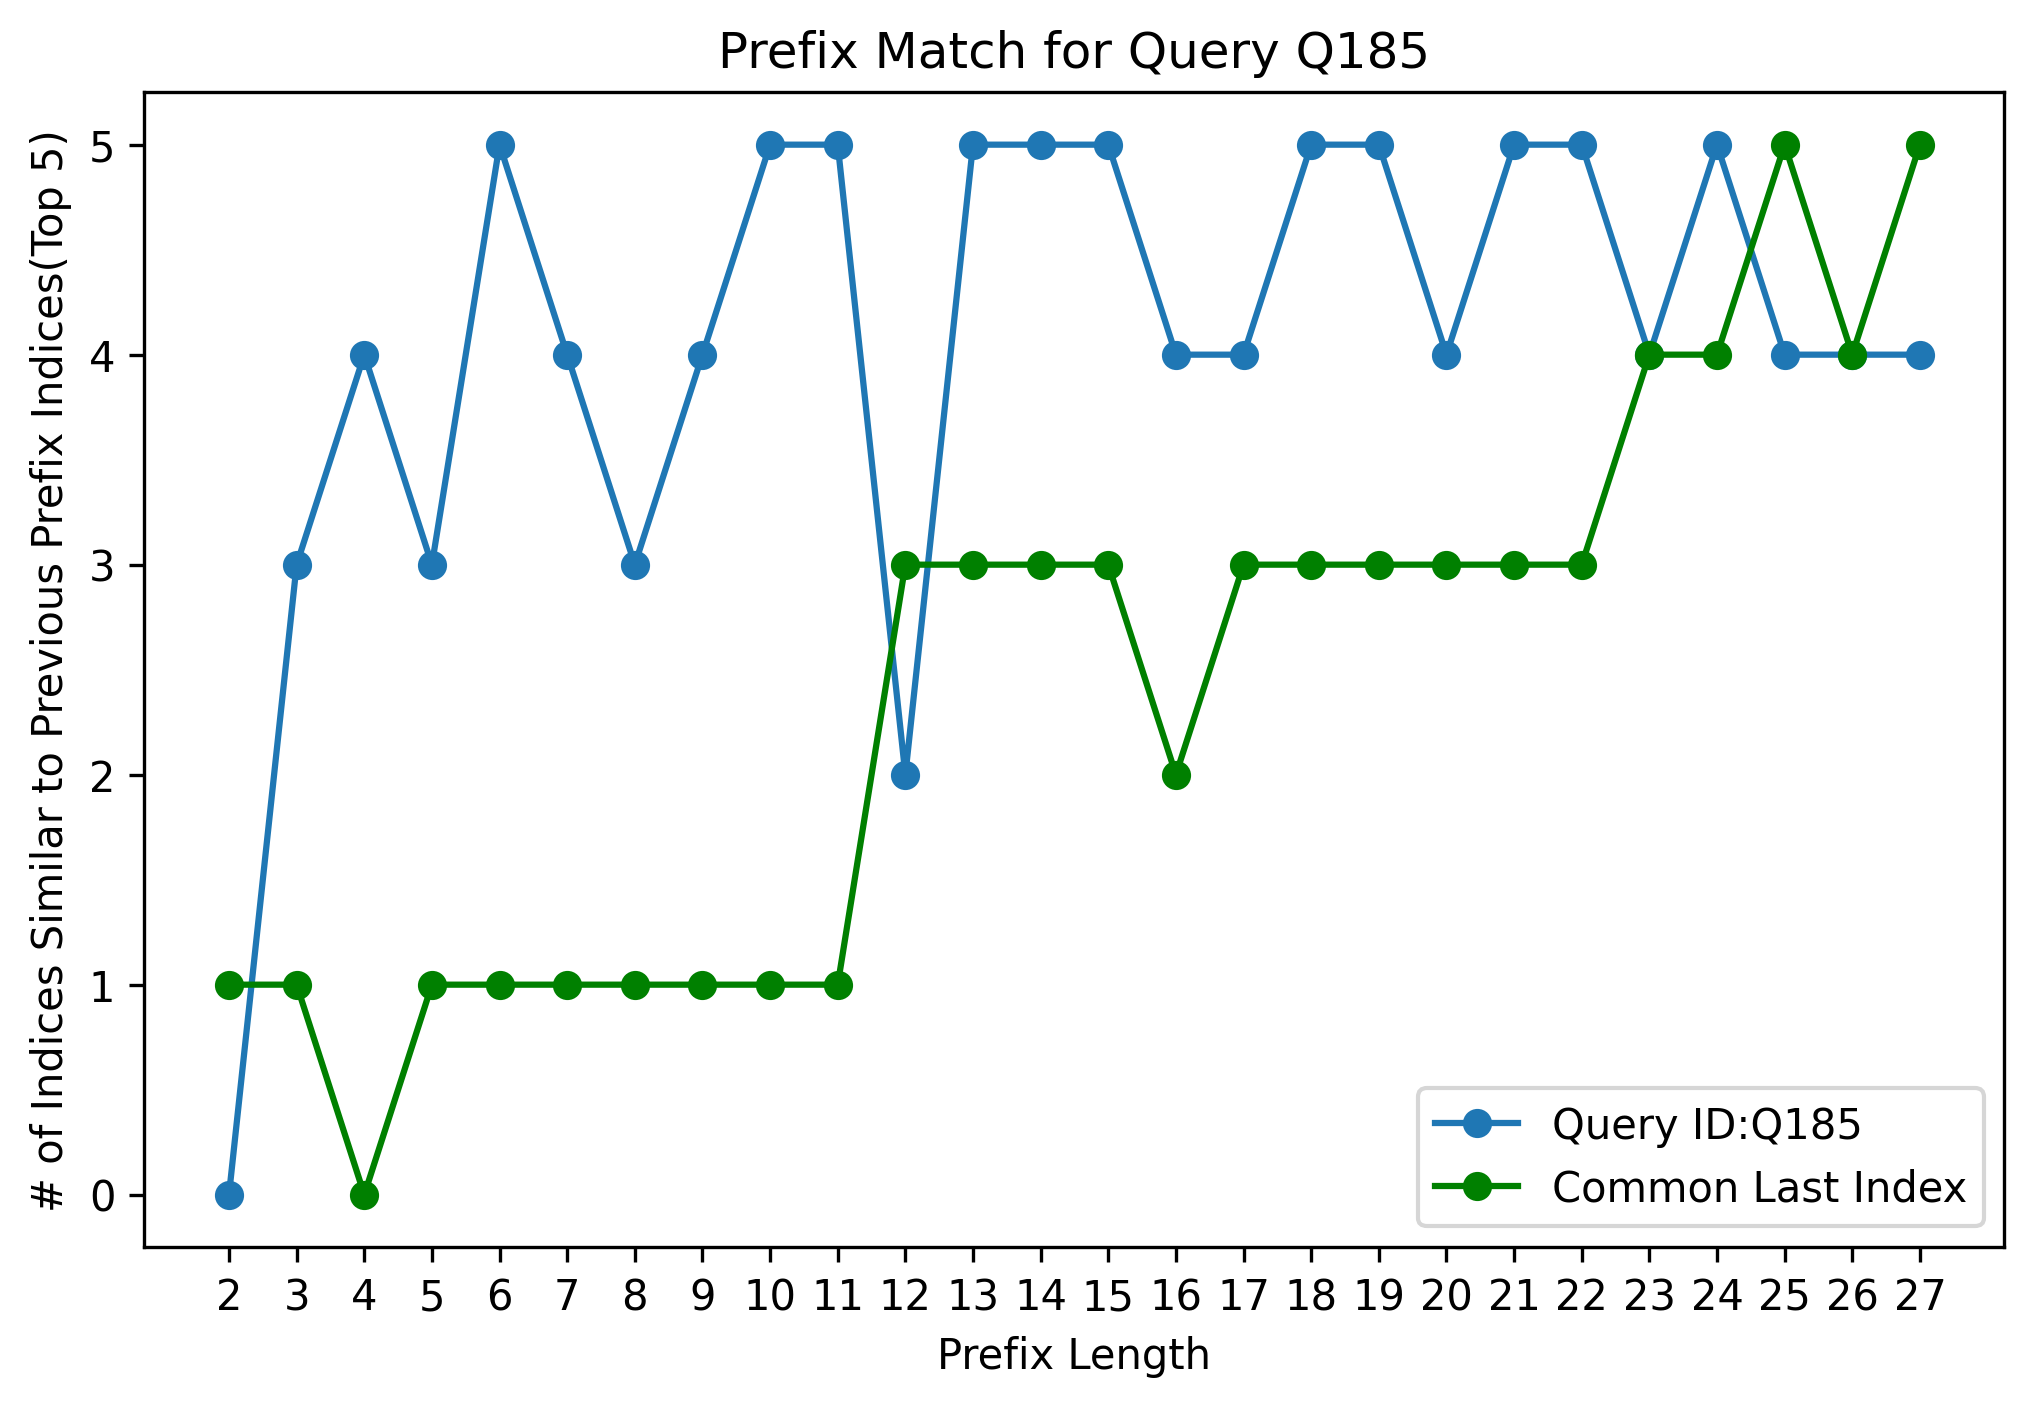 Prefix Match for Query Q185
# of Indices Similar to Previous Prefix Indices(Top 5)
5
4
3
2
1
0
Query ID:Q185
Common Last Index
2 3 4 5 6 7 8 9 10 11 12 13 14 15 16 17 18 19 20 21 22 23 24 25 26 27
Prefix Length